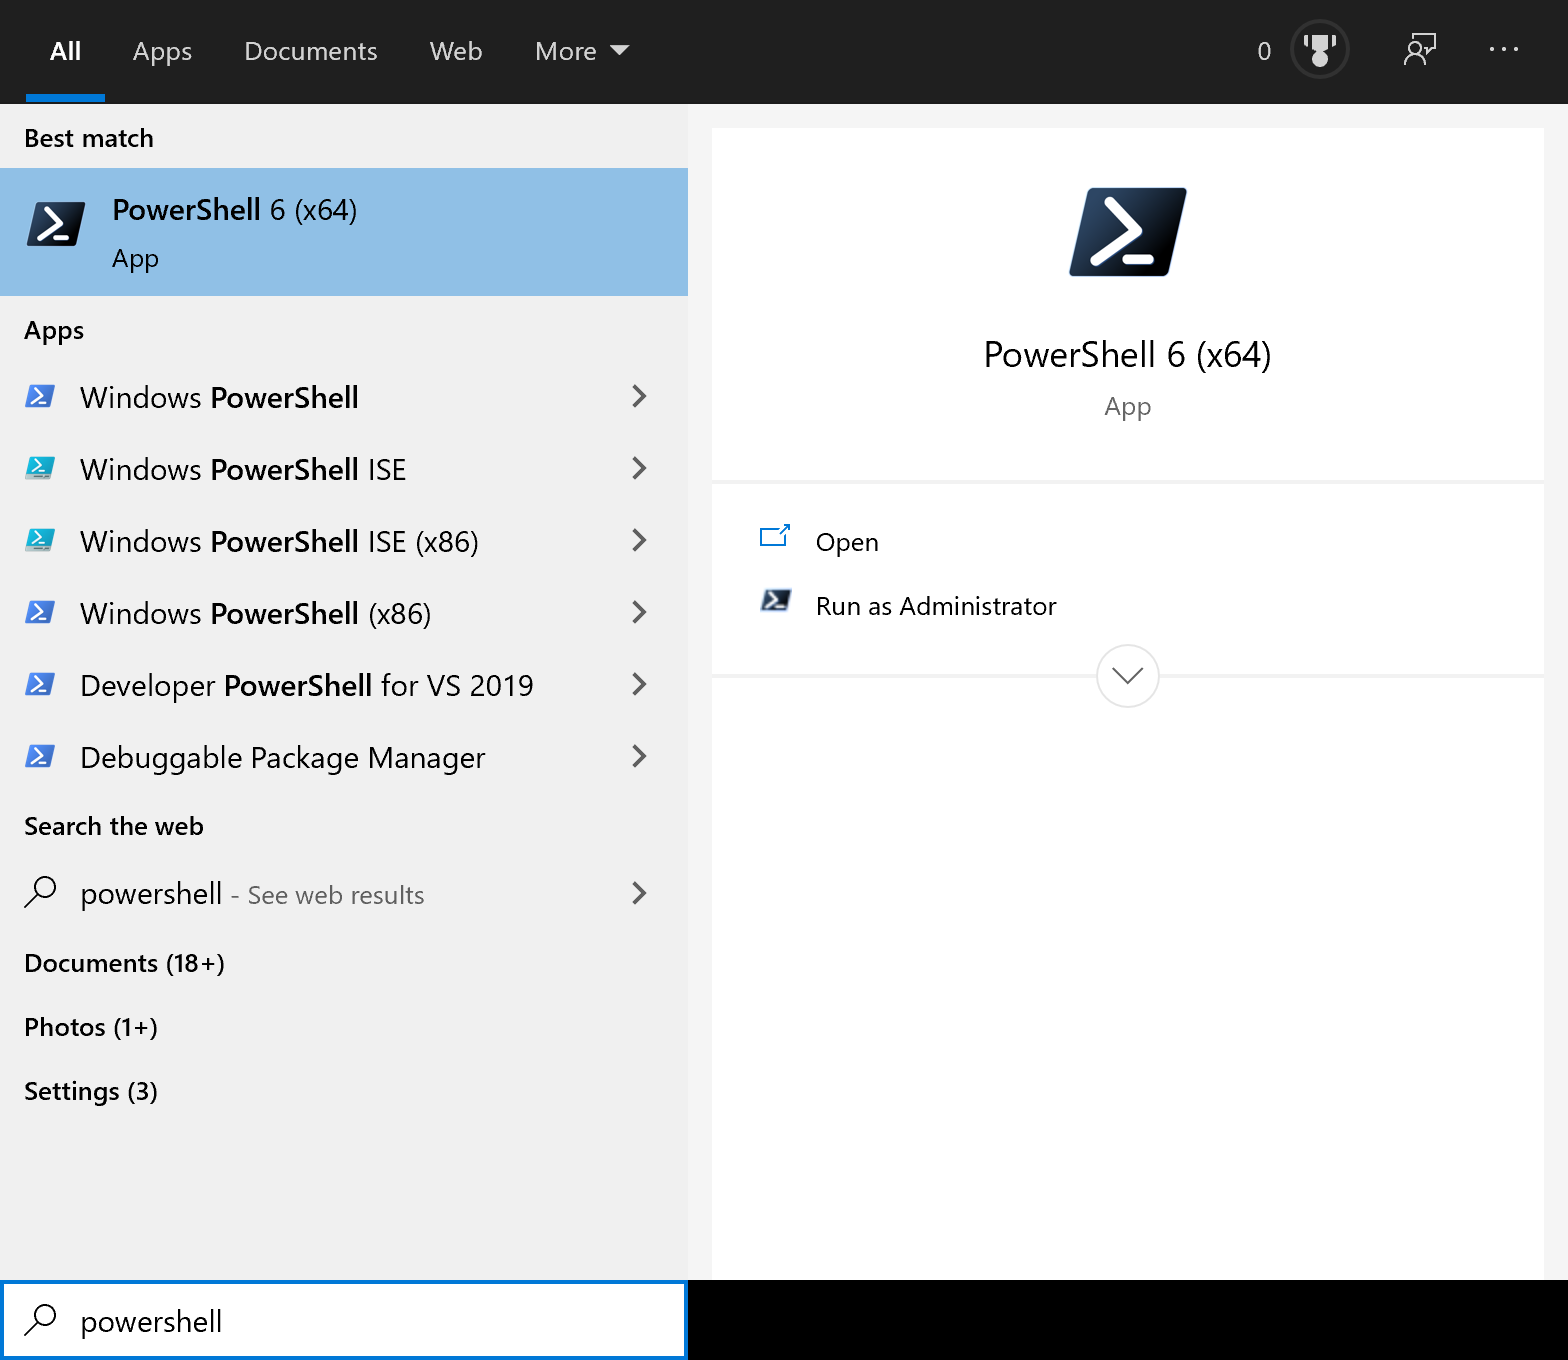 All Apps Documents Web More 0
Best match
PowerShell 6 (x64)
App
Apps
Windows PowerShell
Windows PowerShell ISE
Windows PowerShell ISE (x86)
Windows PowerShell (x86)
Developer PowerShell for VS 2019
Debuggable Package Manager
Search the web
powershell - See web results
Documents (18+)
Photos (1+)
Settings (3)
powershell
PowerShell 6 (x64)
App
Open
Run as Administrator